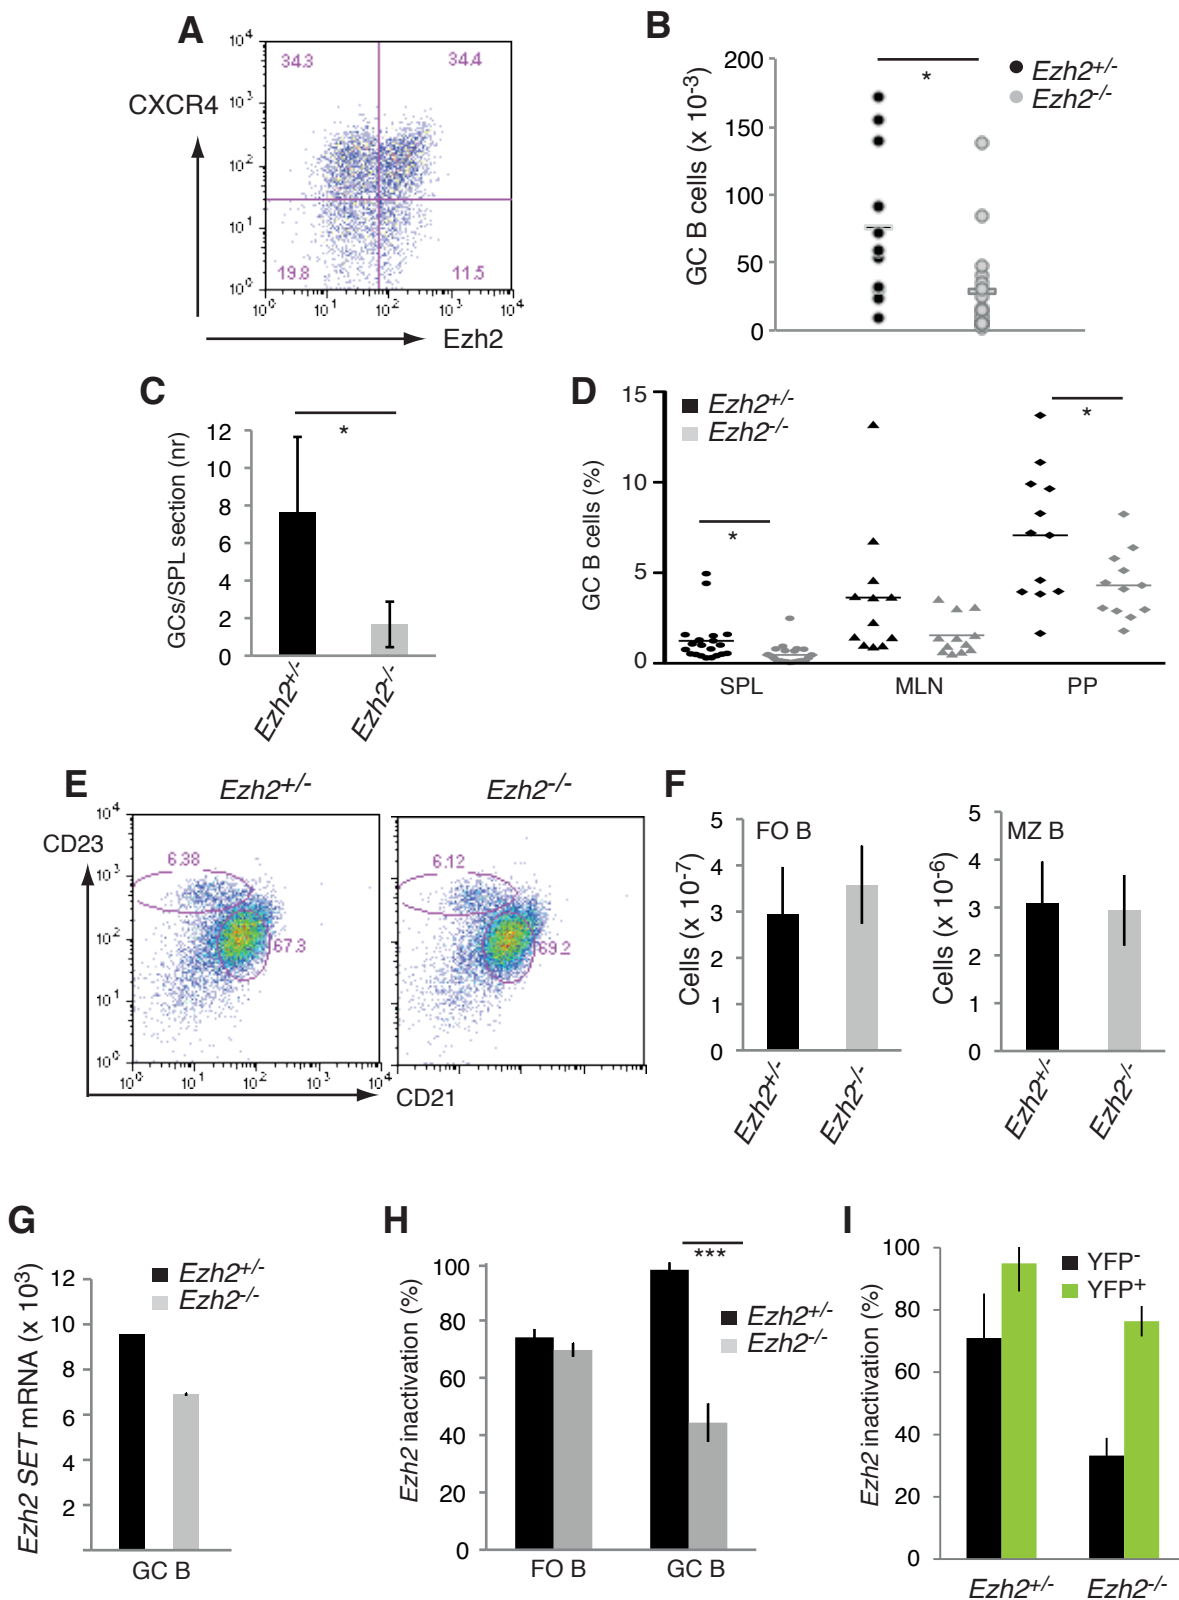 A
CXCR4
10⁴
10³
10²
10¹
10⁰
34.3
34.4
19.8
11.5
10⁰ 10¹ 10² 10³ 10⁴
Ezh2
B
GC B cells (x 10⁻³)
200
150
100
50
0
*
Ezh2⁺/⁻
Ezh2⁻/⁻
C
GCs/SPL section (nr)
12
10
8
6
4
2
0
*
Ezh2⁺/⁻
Ezh2⁻/⁻
D
GC B cells (%)
15
10
5
0
Ezh2⁺/⁻
Ezh2⁻/⁻
*
*
SPL MLN PP
E
Ezh2⁺/⁻
Ezh2⁻/⁻
CD23
10⁴
10³
10²
10¹
10⁰
6.38
67.3
6.12
69.2
10⁰ 10¹ 10² 10³ 10⁴
CD21
F
FO B
Cells (x 10⁻⁷)
5
4
3
2
1
0
Ezh2⁺/⁻
Ezh2⁻/⁻
MZ B
Cells (x 10⁻⁶)
5
4
3
2
1
0
Ezh2⁺/⁻
Ezh2⁻/⁻
G
Ezh2 SET mRNA (x 10³)
12
10
8
6
4
2
Ezh2⁺/⁻
Ezh2⁻/⁻
GC B
H
Ezh2 inactivation (%)
100
80
60
40
20
0
***
Ezh2⁺/⁻
Ezh2⁻/⁻
FO B GC B
I
Ezh2 inactivation (%)
100
80
60
40
20
0
YFP⁻
YFP⁺
Ezh2⁺/⁻ Ezh2⁻/⁻